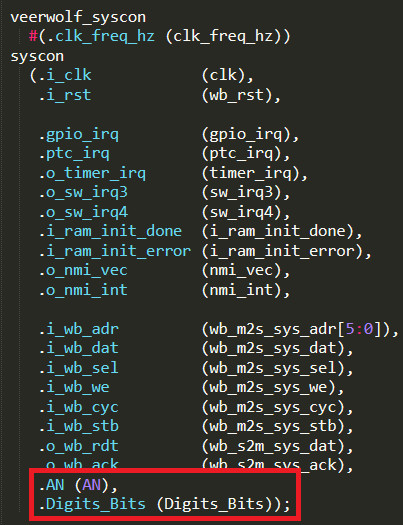 veerwolf_syscon
#(.clk_freq_hz (clk_freq_hz))
syscon
(.i_clk (clk),
.i_rst (wb_rst),
.gpio_irq (gpio_irq),
.ptc_irq (ptc_irq),
.o_timer_irq (timer_irq),
.o_sw_irq3 (sw_irq3),
.o_sw_irq4 (sw_irq4),
.i_ram_init_done (i_ram_init_done),
.i_ram_init_error (i_ram_init_error),
.o_nmi_vec (nmi_vec),
.o_nmi_int (nmi_int),
.i_wb_adr (wb_m2s_sys_adr[5:0]),
.i_wb_dat (wb_m2s_sys_dat),
.i_wb_sel (wb_m2s_sys_sel),
.i_wb_we (wb_m2s_sys_we),
.i_wb_cyc (wb_m2s_sys_cyc),
.i_wb_stb (wb_m2s_sys_stb),
.o_wb_rdt (wb_s2m_sys_dat),
.o_wb_ack (wb_s2m_sys_ack),
.AN (AN),
.Digits_Bits (Digits_Bits));